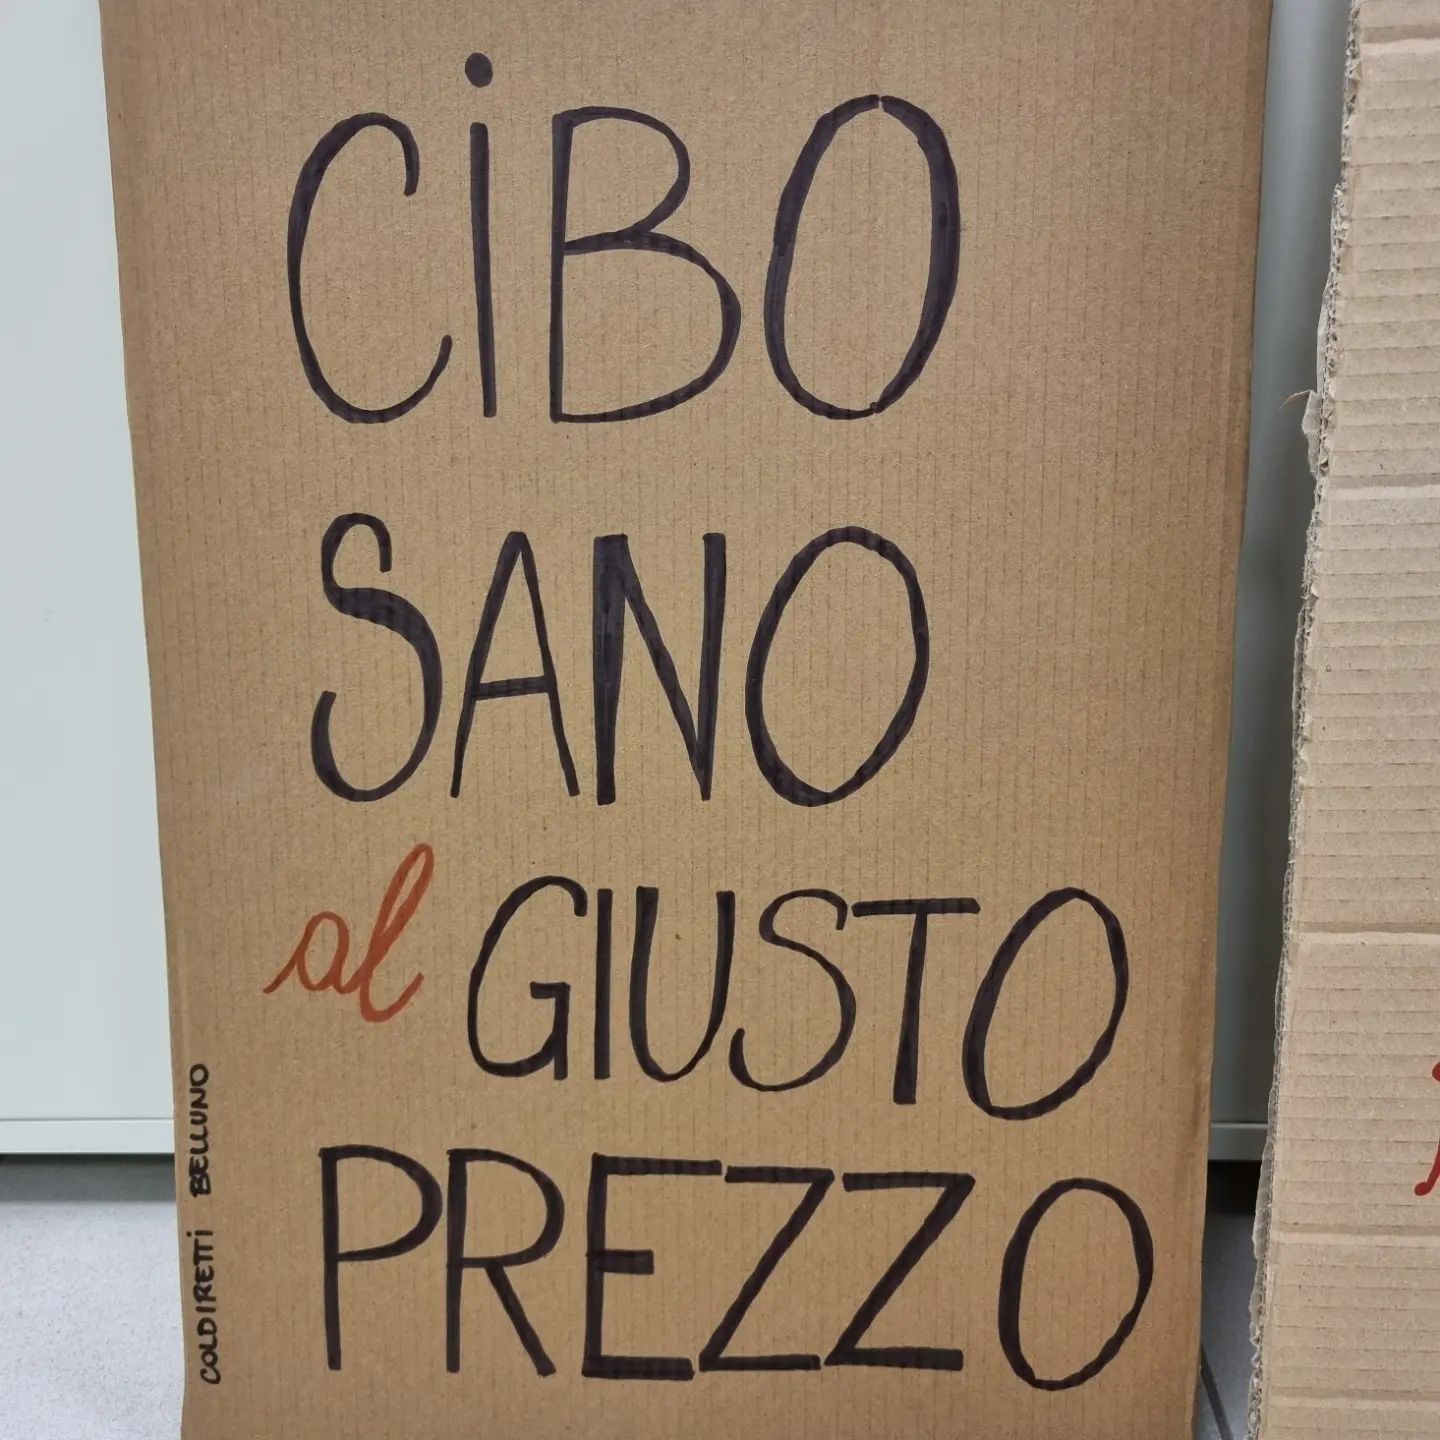 CiBO
SANO
al GIUSTO
PREZZO
COLDIRETTI BELLUNO